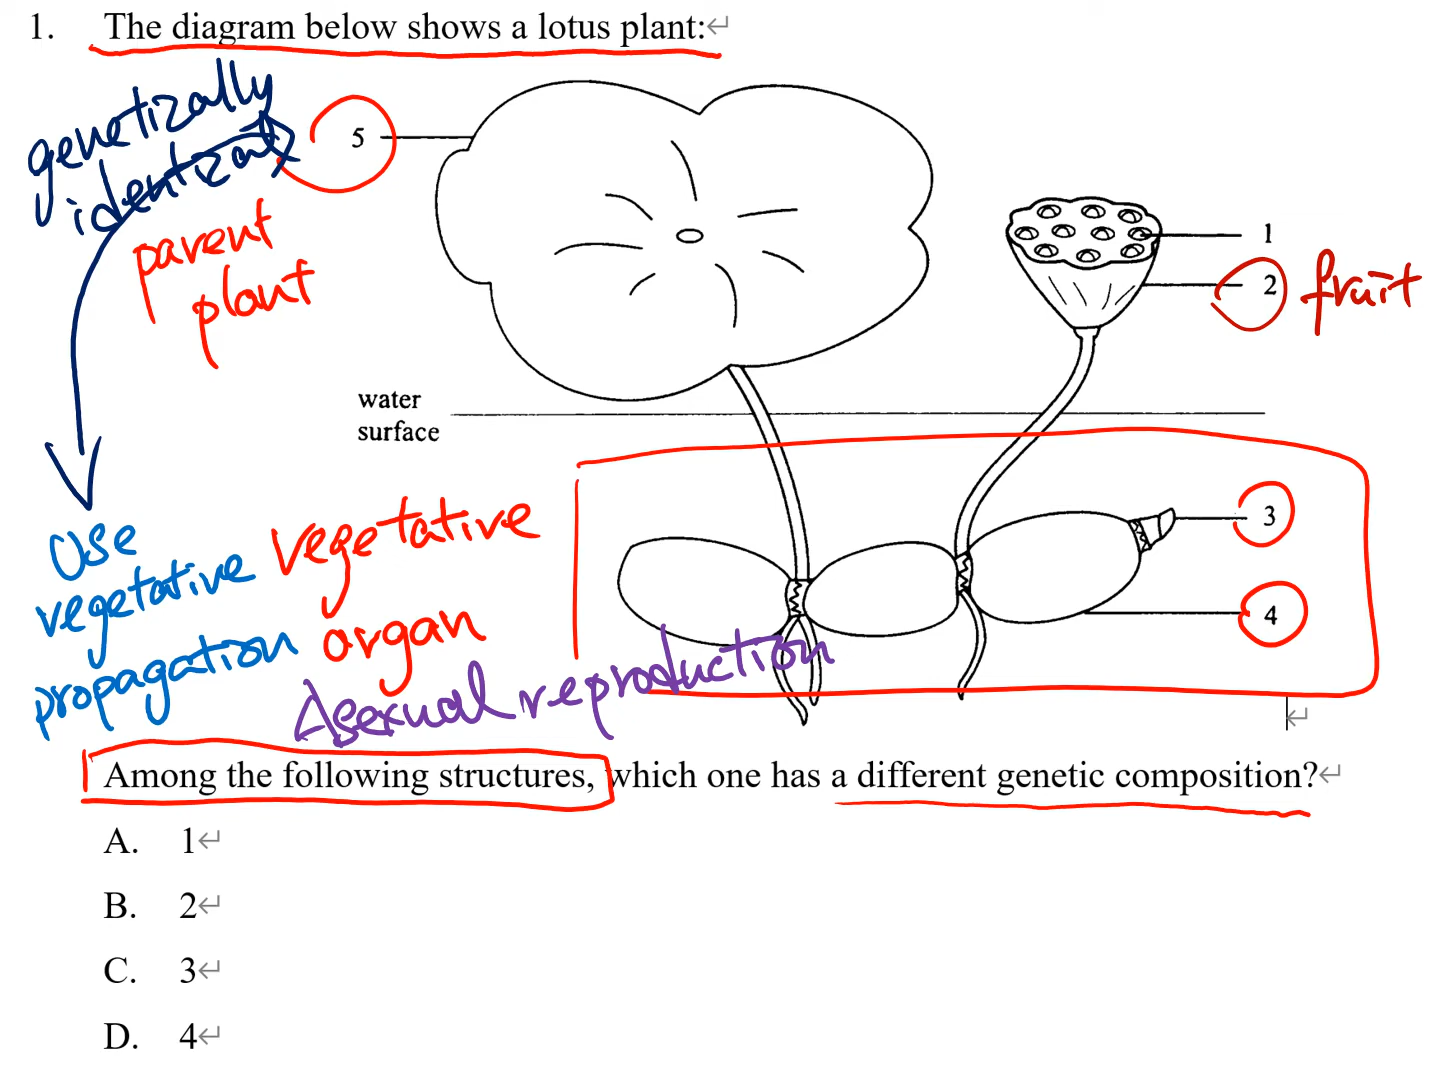 1. The diagram below shows a lotus plant:↵
genetically
identical
5
parent
plant
1
2 fruit
water
surface
3
4
Use
vegetative
propagation
vegetative
organ
Asexual reproduction
↵
Among the following structures, which one has a different genetic composition?↵
A. 1↵
B. 2↵
C. 3↵
D. 4↵